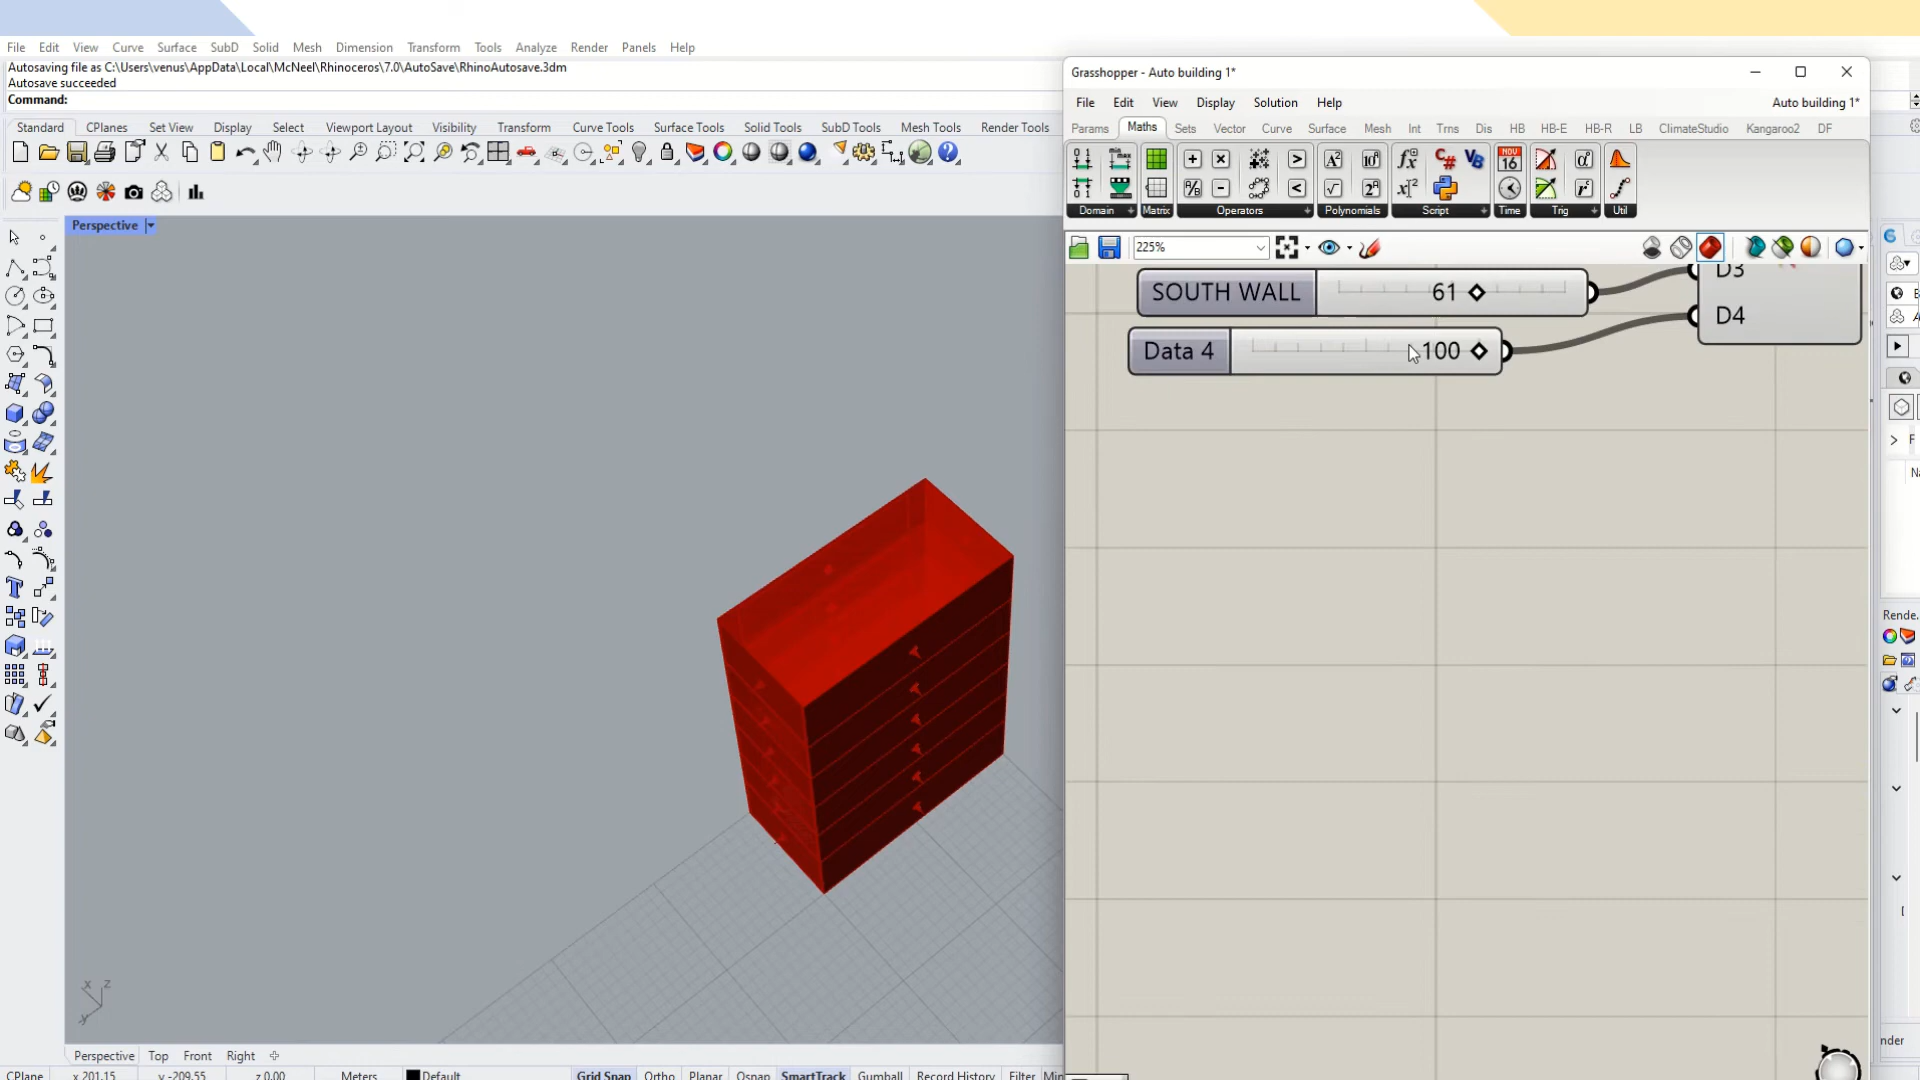 File Edit View Curve Surface SubD Solid Mesh Dimension Transform Tools Analyze Render Panels Help
Autosaving file as C:\Users\venus\AppData\Local\McNeel\Rhinoceros\7.0\AutoSave\RhinoAutosave.3dm
Autosave succeeded
Command:
Standard CPlanes Set View Display Select Viewport Layout Visibility Transform Curve Tools Surface Tools Solid Tools SubD Tools Mesh Tools Render Tools
Perspective
Grasshopper - Auto building 1*
File Edit View Display Solution Help Auto building 1*
Params Maths Sets Vector Curve Surface Mesh Int Trns Dis HB HB-E HB-R LB ClimateStudio Kangaroo2 DF
Domain Matrix Operators Polynomials Script Time Trig Util
225%
SOUTH WALL 61
D3
Data 4 100
D4
Rende.
nder
x z
y
Perspective Top Front Right
CPlane x 201.15 y -209.55 z 0.00 Meters Default Grid Snap Ortho Planar Osnap SmartTrack Gumball Record History Filter